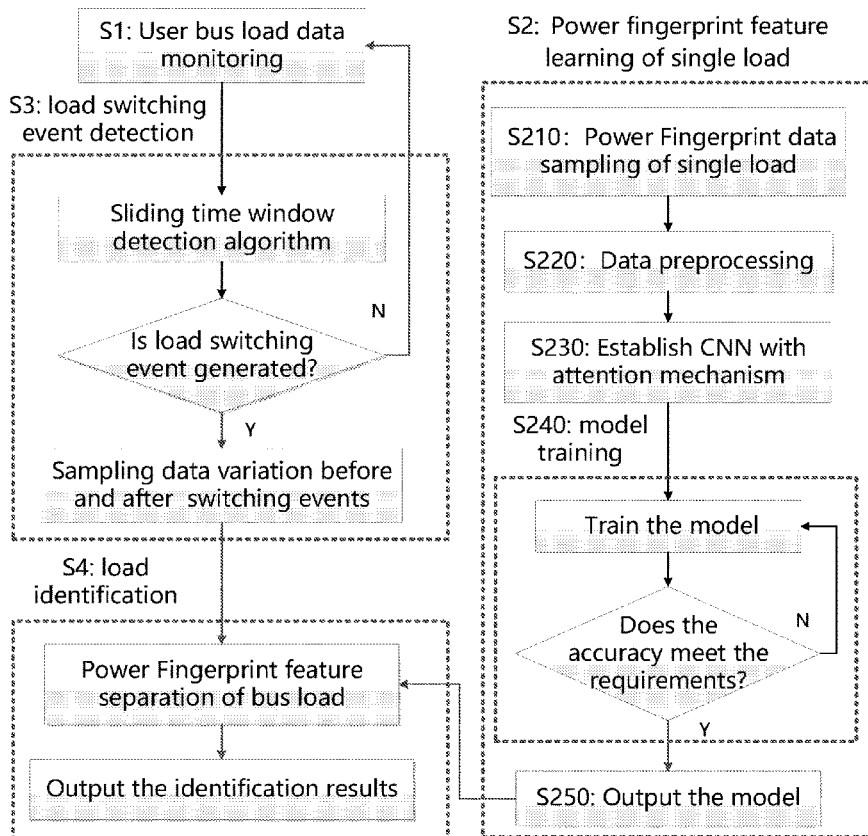 S1: User bus load data
monitoring
S3: load switching
event detection
Sliding time window
detection algorithm
N
Is load switching
event generated?
Y
Sampling data variation before
and after switching events
S4: load
identification
Power Fingerprint feature
separation of bus load
Output the identification results
S2: Power fingerprint feature
learning of single load
S210: Power Fingerprint data
sampling of single load
S220: Data preprocessing
S230: Establish CNN with
attention mechanism
S240: model
training
Train the model
N
Does the
accuracy meet the
requirements?
Y
S250: Output the model